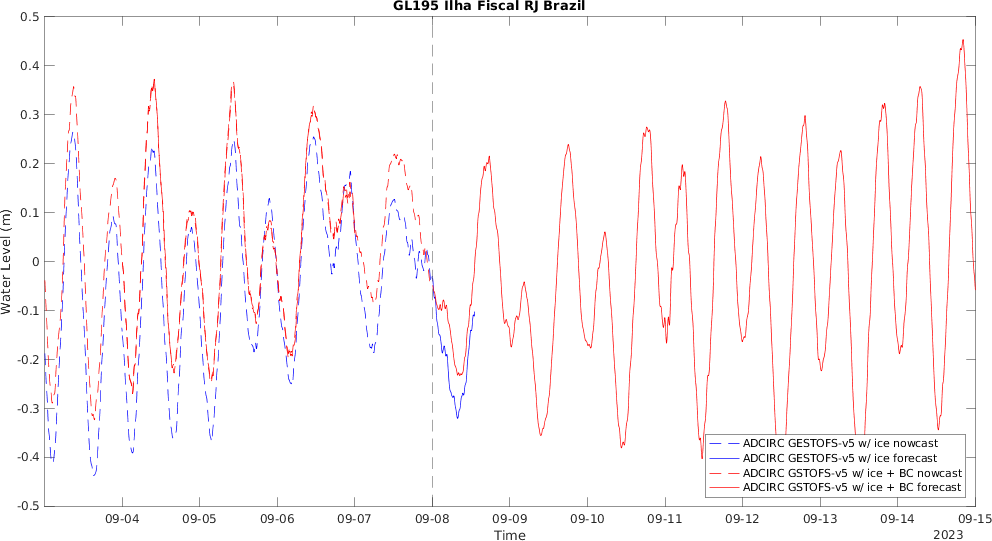 GL195 Ilha Fiscal RJ Brazil
0.5
0.4
0.3
0.2
0.1
0
-0.1
-0.2
-0.3
-0.4
-0.5
Water Level (m)
ADCIRC GESTOFS-v5 w/ ice nowcast
ADCIRC GESTOFS-v5 w/ ice forecast
ADCIRC GSTOFS-v5 w/ ice + BC nowcast
ADCIRC GSTOFS-v5 w/ ice + BC forecast
09-04 09-05 09-06 09-07 09-08 09-09 09-10 09-11 09-12 09-13 09-14 09-15
Time
2023